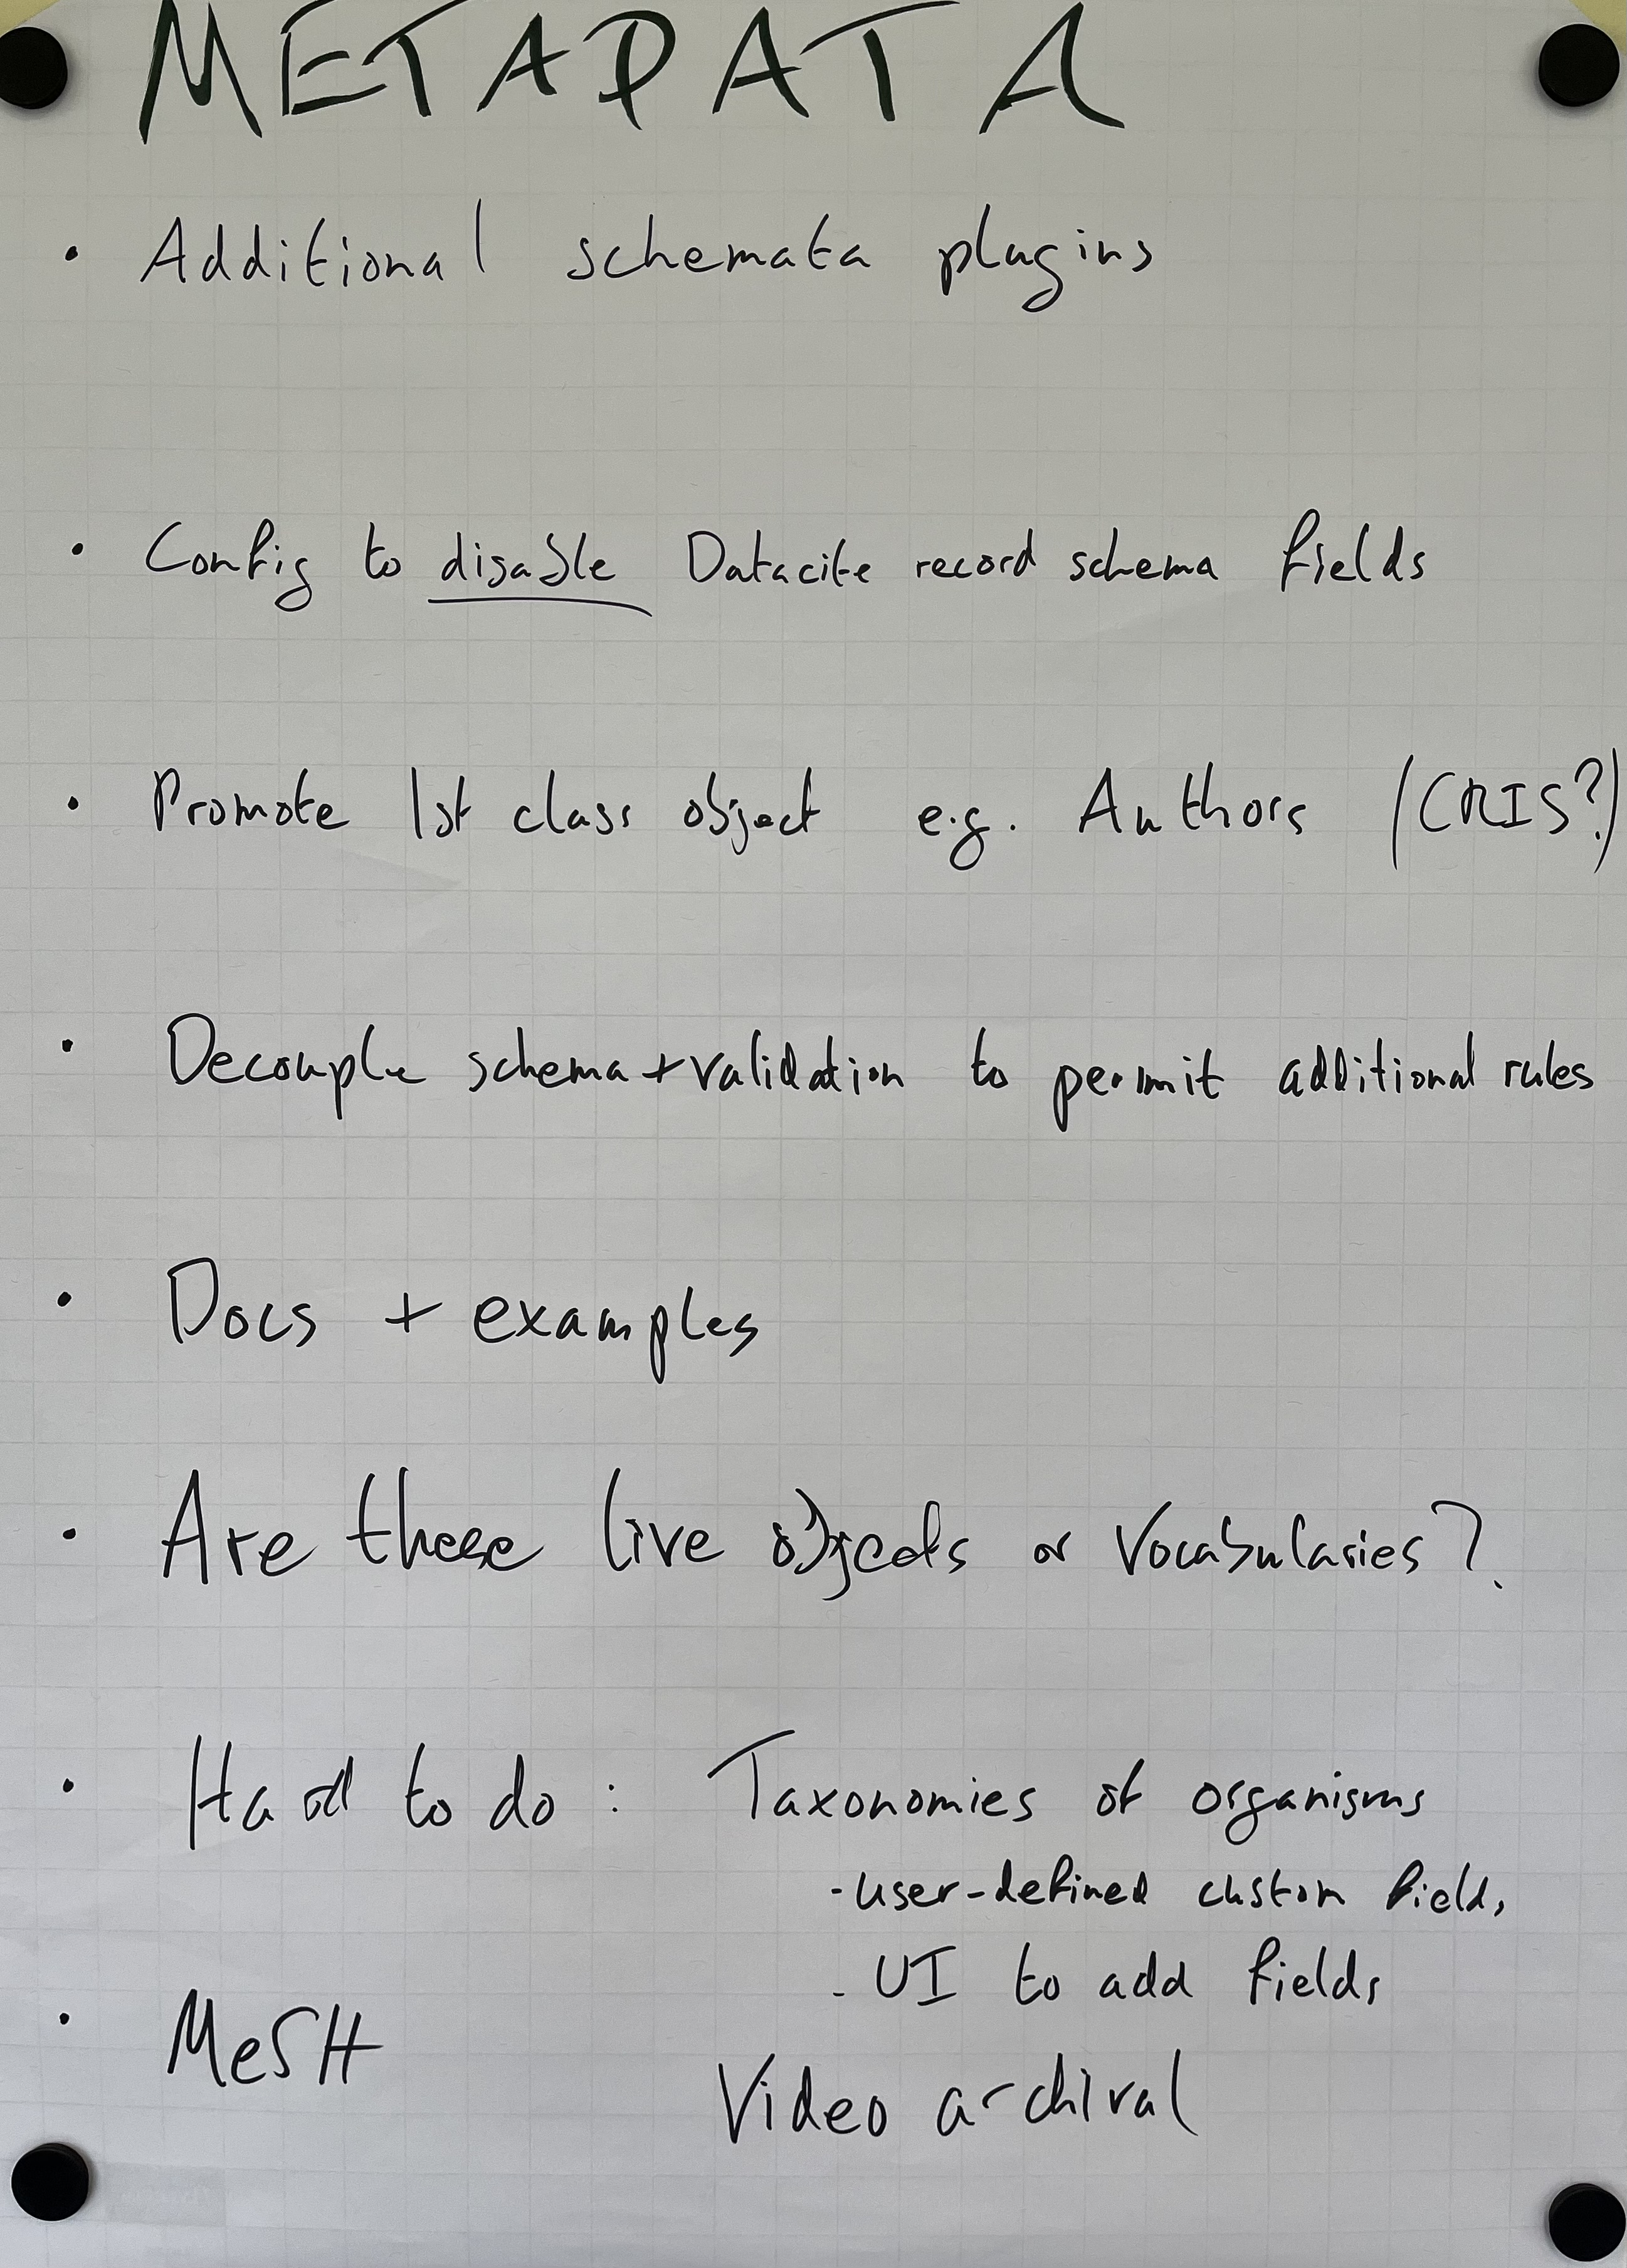 METADATA
• Additional schemata plugins
• Config to disable Datacite record schema fields
• Promote 1st class object e.g. Authors (CRIS?)
• Decouple schema+validation to permit additional rules
• Docs + examples
• Are these live objects or Vocabularies?
• Hard to do : Taxonomies of organisms
- user-defined custom fields
- UI to add fields
• MeSH
Video archival